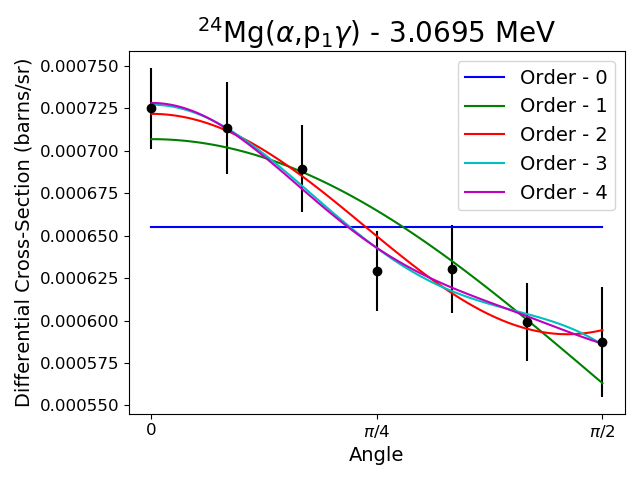 ²⁴Mg(α,p₁γ) - 3.0695 MeV
Differential Cross-Section (barns/sr)
0.000750
0.000725
0.000700
0.000675
0.000650
0.000625
0.000600
0.000575
0.000550
Order - 0
Order - 1
Order - 2
Order - 3
Order - 4
0 π/4 π/2
Angle